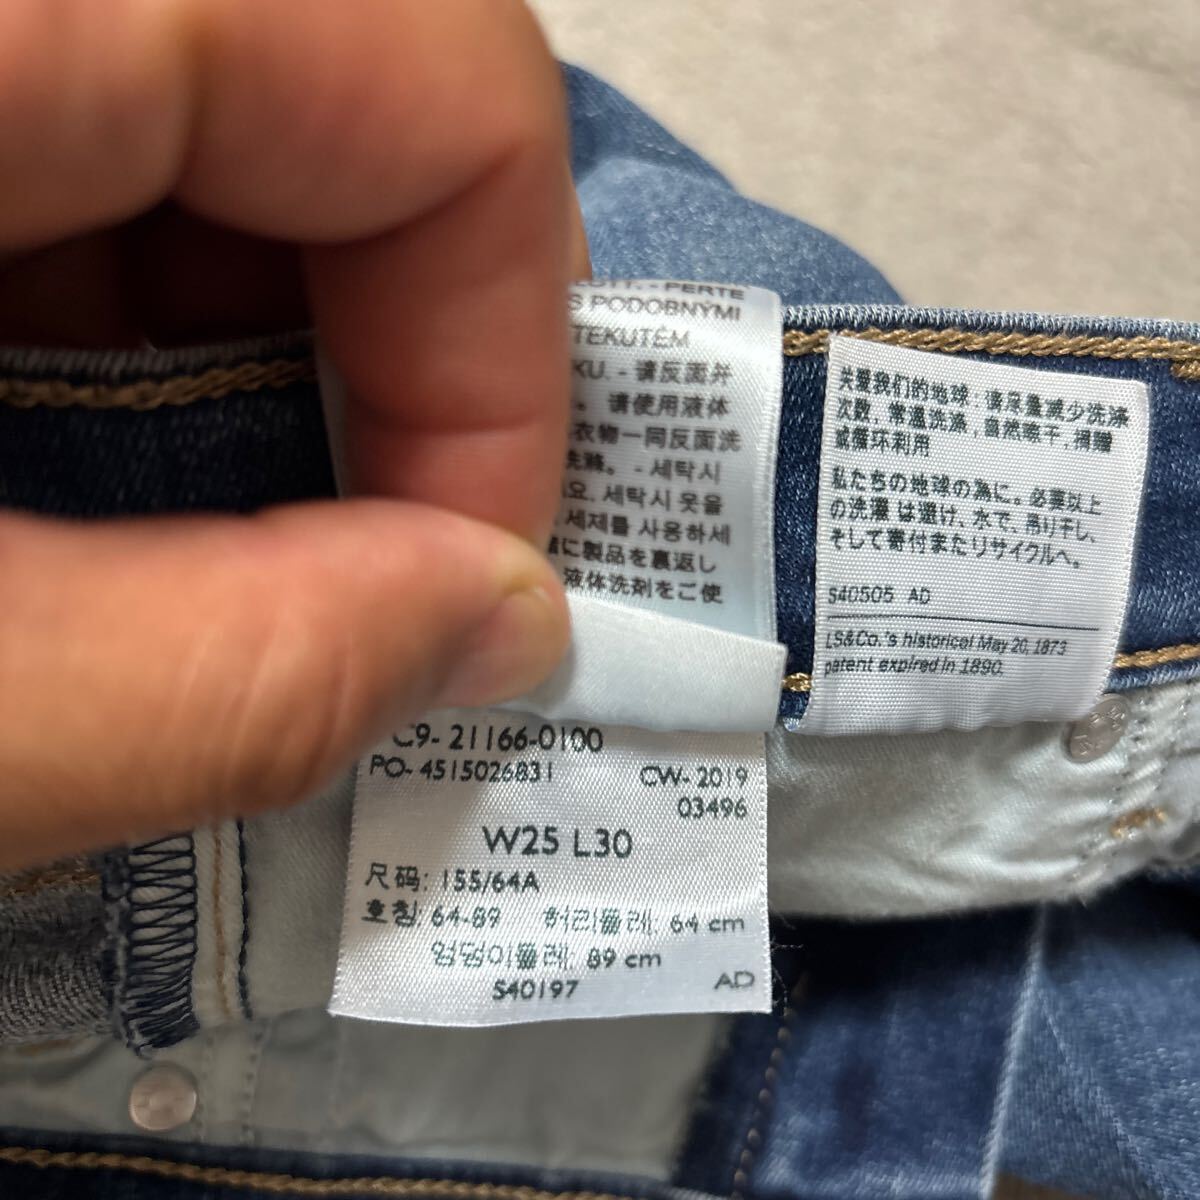 PERTE
S PODOBNÝMI
TEKUTÉM
KU. - 请反面并
。 请使用液体
衣物一同反面洗
洗滌。 - 세탁시
요. 세탁시 옷을
세제를 사용하세
に製品を裏返し
液体洗剤をご使
C9- 21166-0100
PO- 4515026831 CW- 2019
03496
W25 L30
尺码: 155/64A
호칭: 64-89 허리둘레: 64 cm
엉덩이둘레: 89 cm
S40197 AD
关爱我们的地球：请尽量减少洗涤
次数, 常温洗涤, 自然晾干, 捐赠
或循环利用
私たちの地球の為に。必要以上
の洗濯は避け、水で、吊り干し、
そして寄付またリサイクルへ。
S40505 AD
LS&Co.'s historical May 20, 1873
patent expired in 1890.